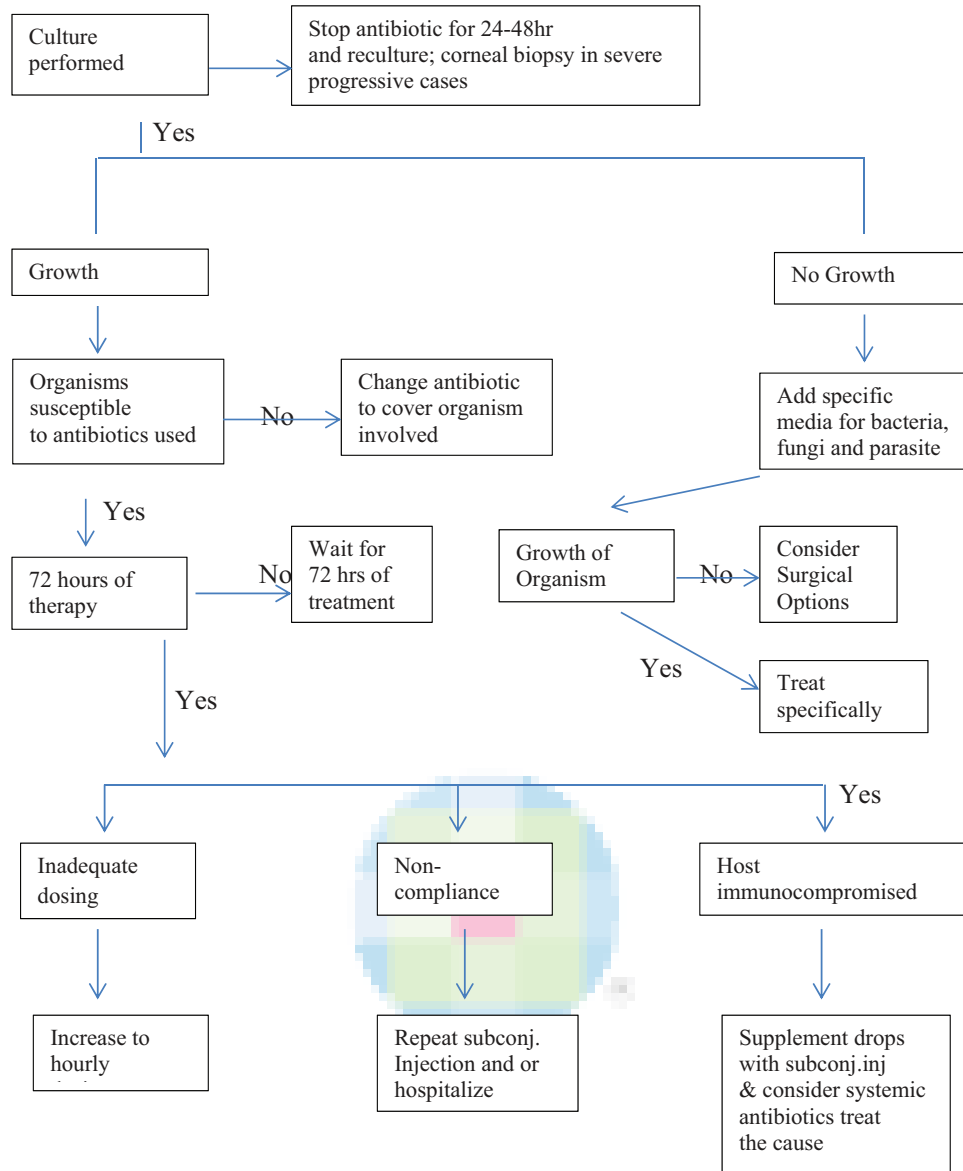 Culture
performed
Stop antibiotic for 24-48hr
and reculture; corneal biopsy in severe
progressive cases
Yes
Growth
No Growth
Organisms
susceptible
to antibiotics used
No
Change antibiotic
to cover organism
involved
Add specific
media for bacteria,
fungi and parasite
Yes
72 hours of
therapy
No
Wait for
72 hrs of
treatment
Growth of
Organism
No
Consider
Surgical
Options
Yes
Yes
Treat
specifically
Yes
Inadequate
dosing
Non-
compliance
Host
immunocompromised
Increase to
hourly
Repeat subconj.
Injection and or
hospitalize
Supplement drops
with subconj.inj
& consider systemic
antibiotics treat
the cause